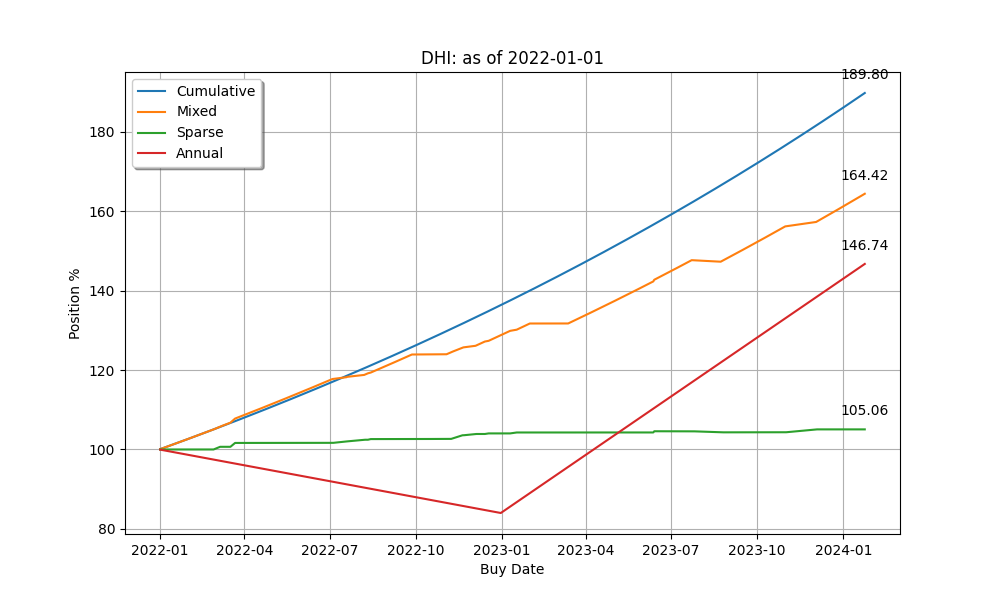 DHI: as of 2022-01-01
Cumulative
Mixed
Sparse
Annual
189.80
164.42
146.74
105.06
180
160
140
120
100
80
Position %
2022-01 2022-04 2022-07 2022-10 2023-01 2023-04 2023-07 2023-10 2024-01
Buy Date